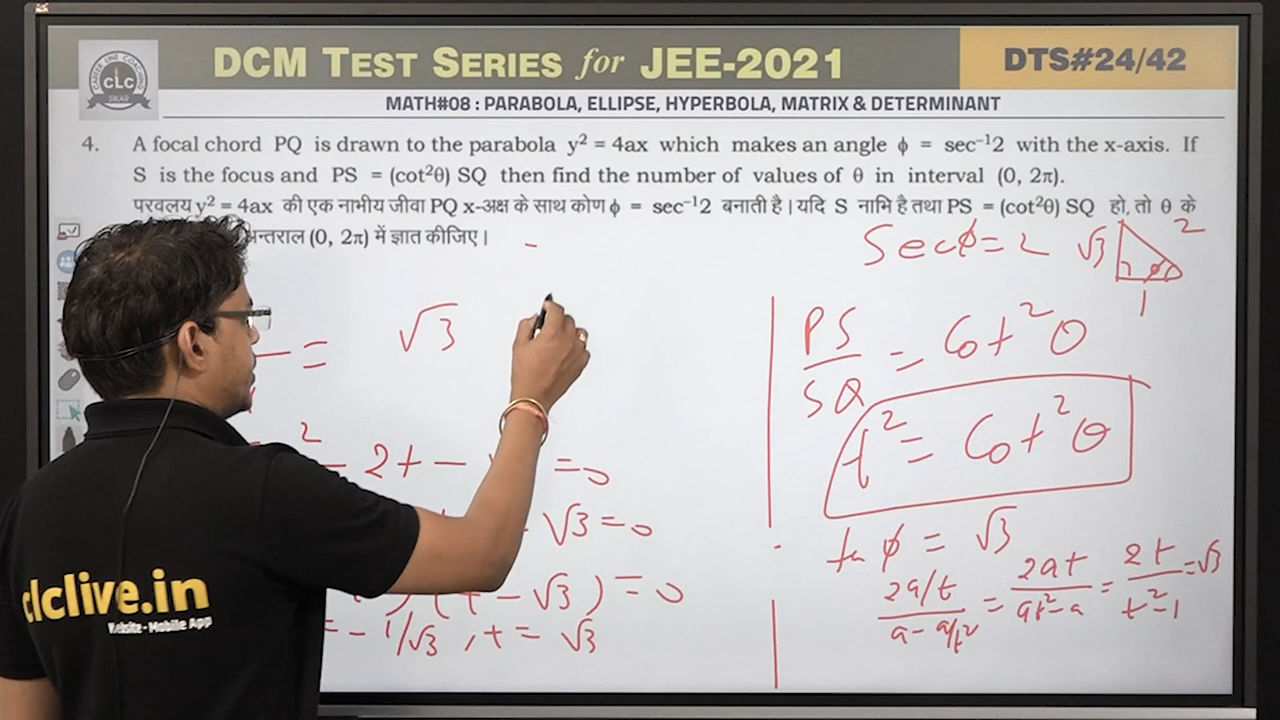 CLC
SIKAR
DCM TEST SERIES for JEE-2021
DTS#24/42
MATH#08 : PARABOLA, ELLIPSE, HYPERBOLA, MATRIX & DETERMINANT
4. A focal chord PQ is drawn to the parabola y² = 4ax which makes an angle ϕ = sec⁻¹2 with the x-axis. If
S is the focus and PS = (cot²θ) SQ then find the number of values of θ in interval (0, 2π).
परवलय y² = 4ax की एक नाभीय जीवा PQ x-अक्ष के साथ कोण ϕ = sec⁻¹2 बनाती है। यदि S नाभि है तथा PS = (cot²θ) SQ हो, तो θ के
अन्तराल (0, 2π) में ज्ञात कीजिए।
Secϕ = 2 √3 2
1
= √3
PS/SQ = Cot²θ
t² = Cot²θ
2 - 2t - = 0
√3 = 0
(t - √3) = 0
= -1/√3 , t = √3
tan ϕ = √3
(2a/t)/(a - a/t²) = 2at/(at² - a) = 2t/(t² - 1) = √3
clclive.in
Website - Mobile App